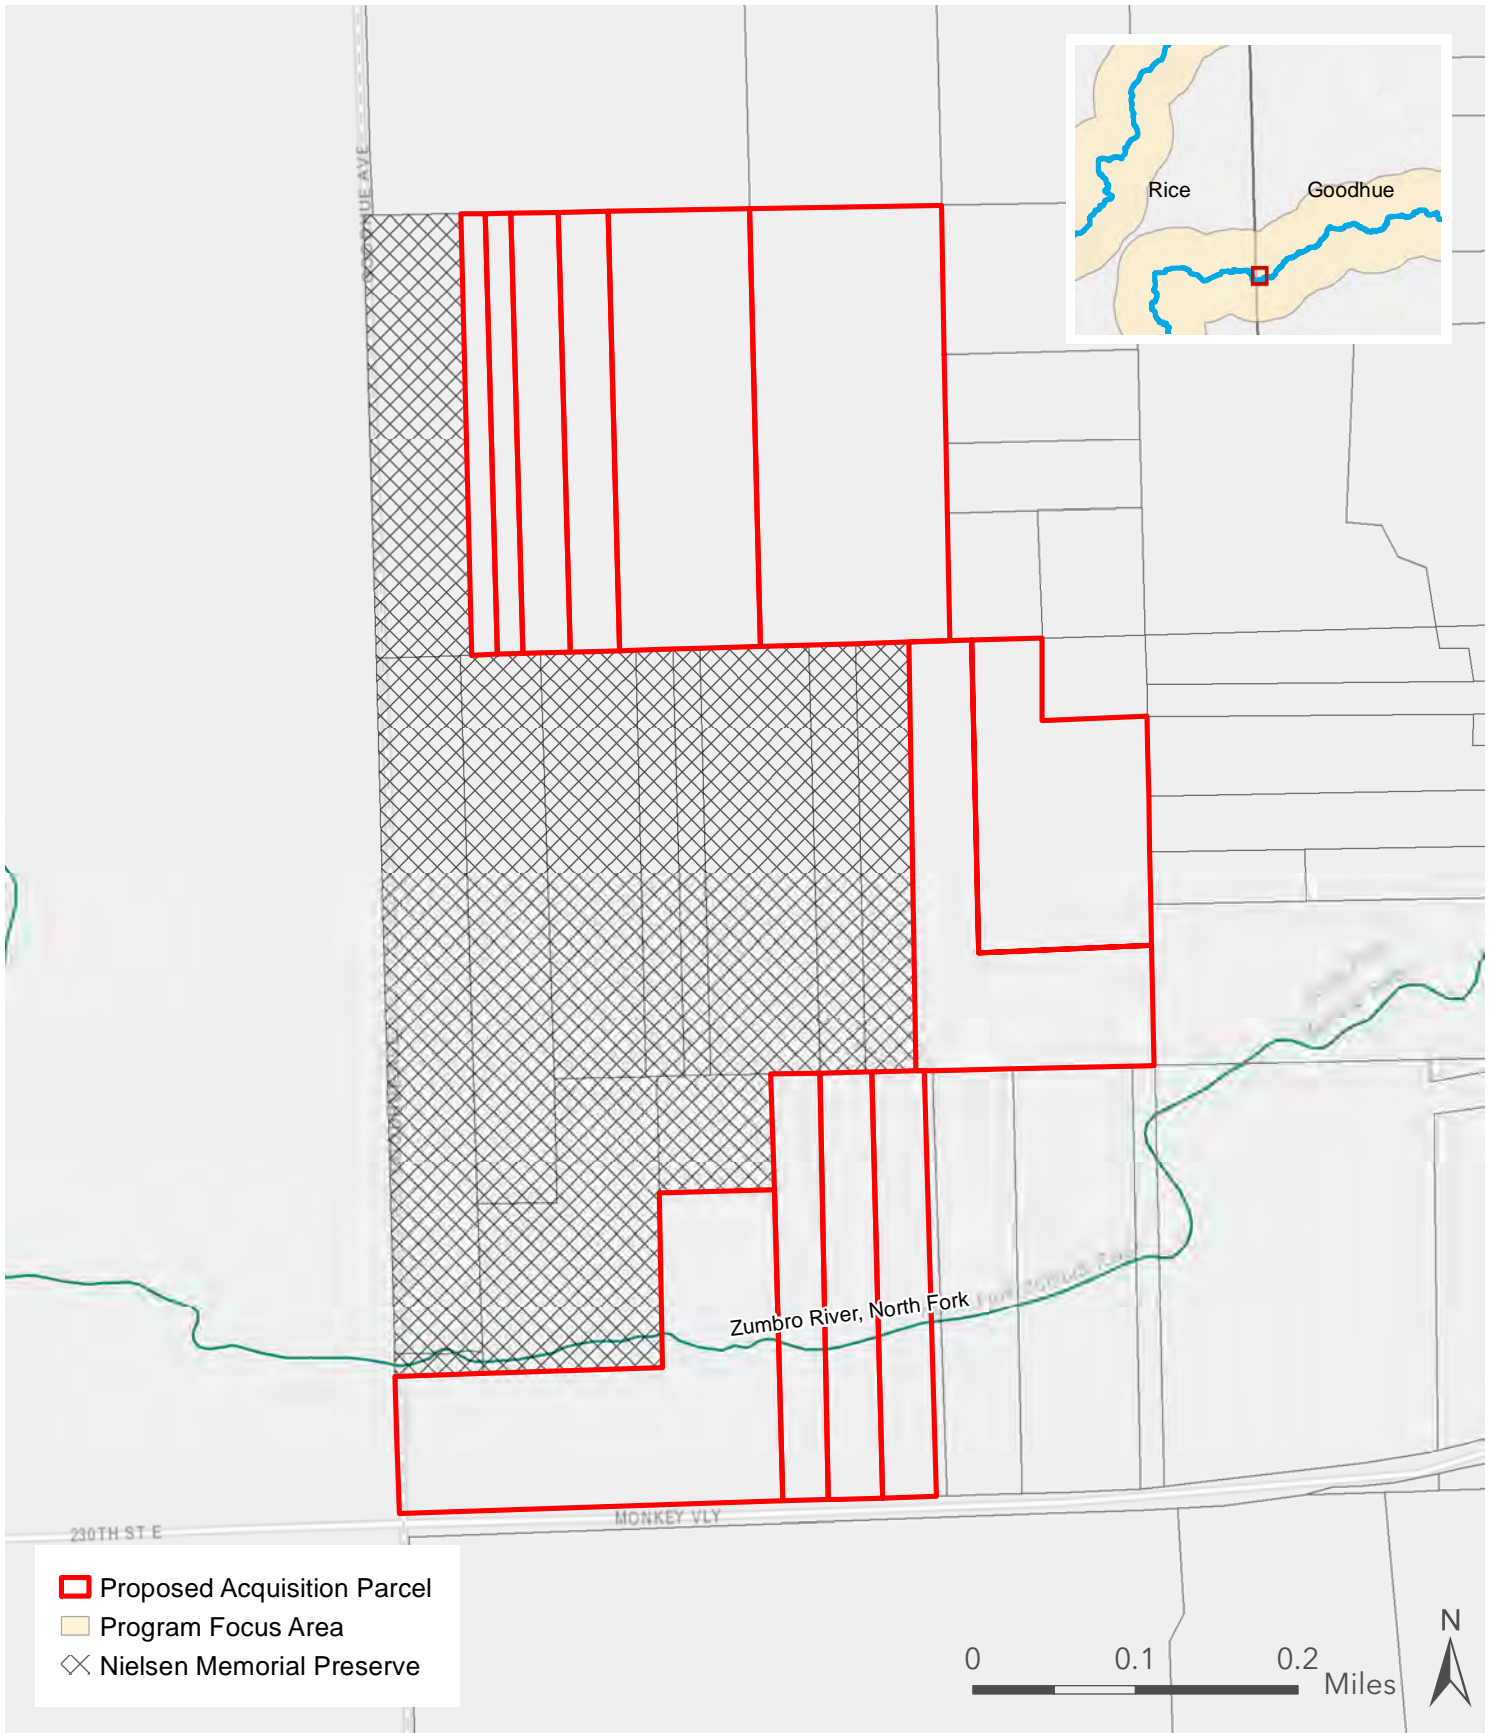 Rice
Goodhue
Zumbro River, North Fork
MONKEY VLY
230TH ST E
Proposed Acquisition Parcel
Program Focus Area
Nielsen Memorial Preserve
0 0.1 0.2
Miles
N